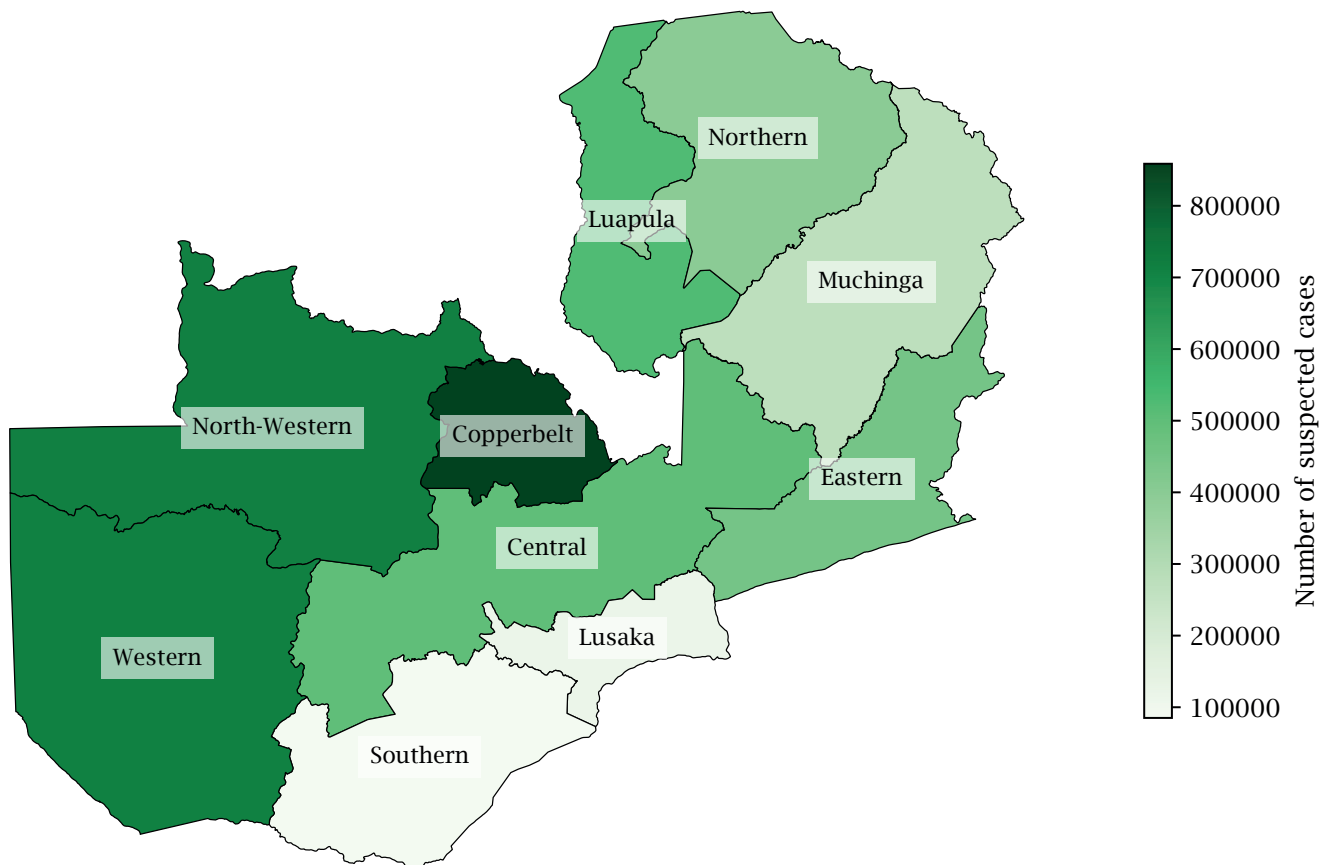 Northern
Luapula
Muchinga
North-Western
Copperbelt
Eastern
Central
Lusaka
Western
Southern
800000
700000
600000
500000
400000
300000
200000
100000
Number of suspected cases